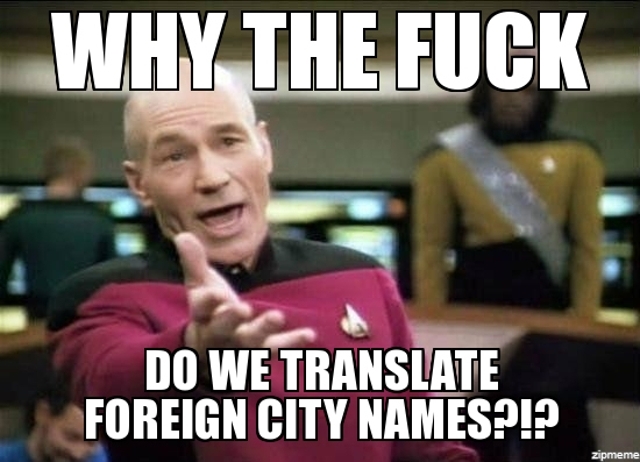 WHY THE FUCK
DO WE TRANSLATE
FOREIGN CITY NAMES?!?
zipmeme